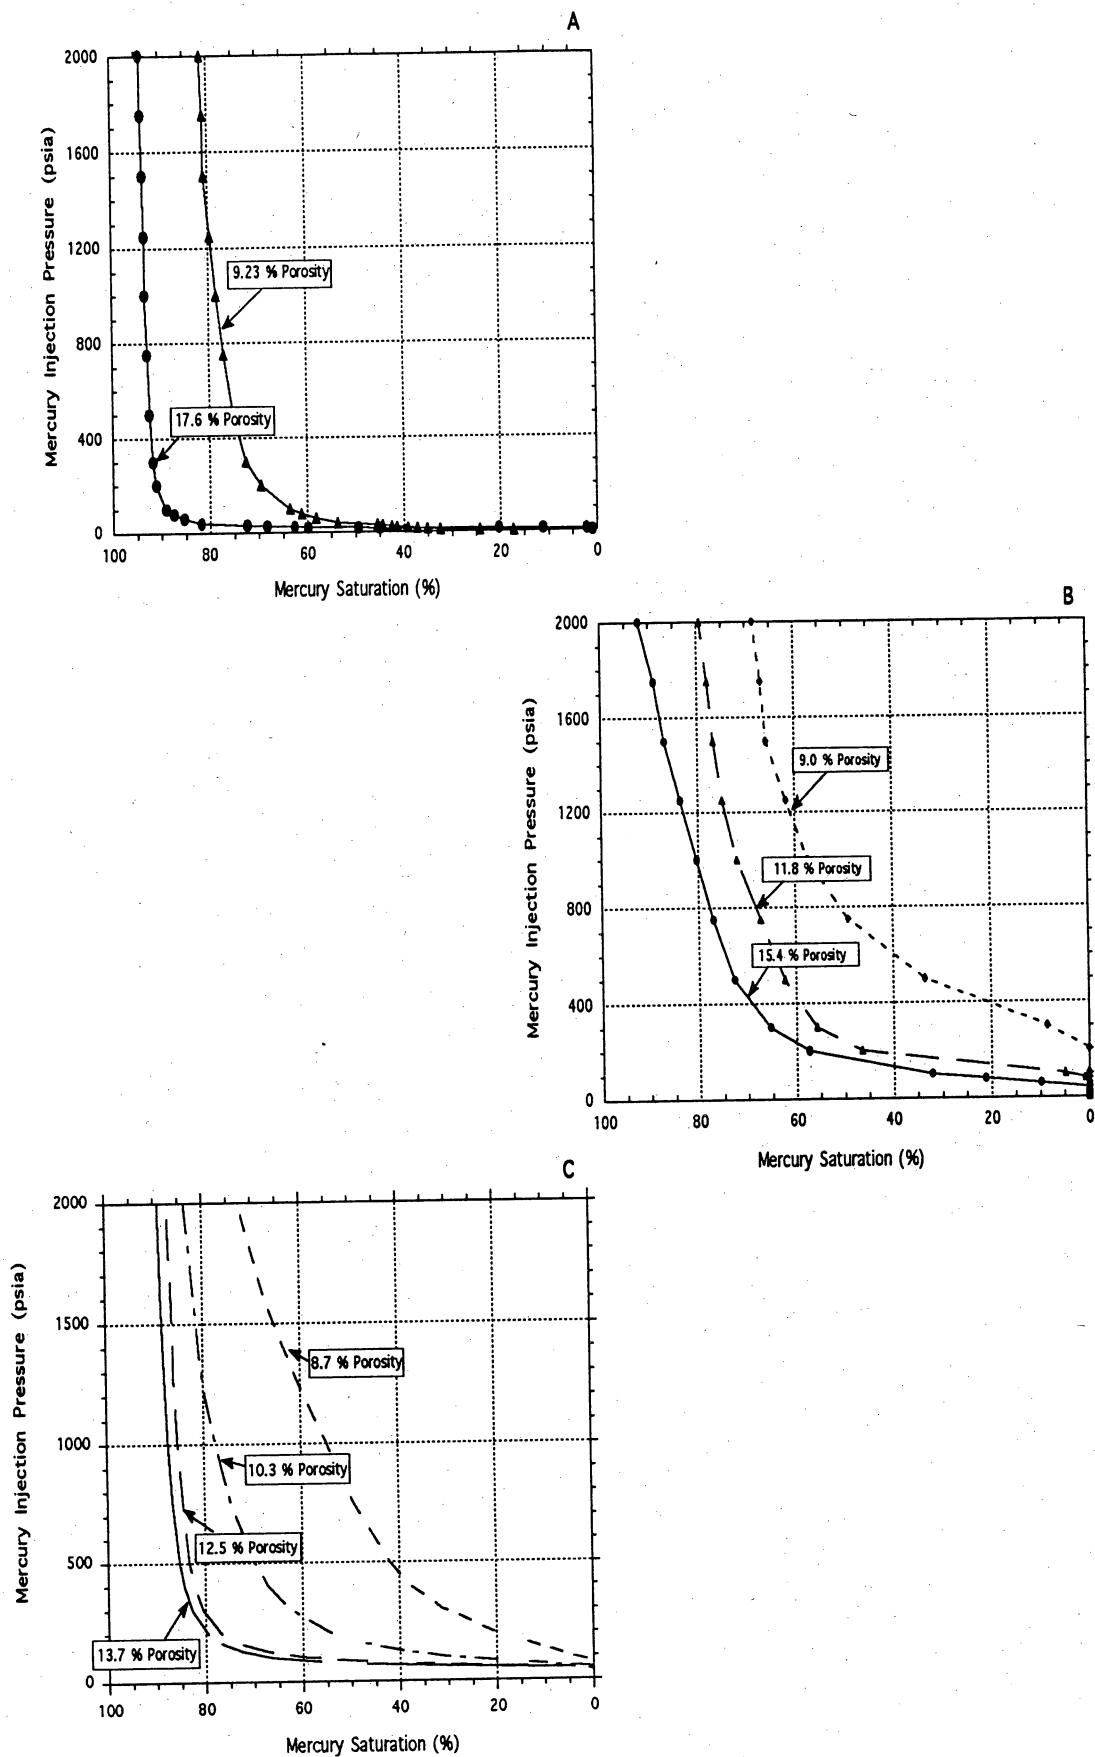 A
2000
1600
1200
800
400
0
Mercury Injection Pressure (psia)
9.23 % Porosity
17.6 % Porosity
100 80 60 40 20 0
Mercury Saturation (%)
B
2000
1600
1200
800
400
0
Mercury Injection Pressure (psia)
9.0 % Porosity
11.8 % Porosity
15.4 % Porosity
100 80 60 40 20 0
Mercury Saturation (%)
C
2000
1500
1000
500
0
Mercury Injection Pressure (psia)
8.7 % Porosity
10.3 % Porosity
12.5 % Porosity
13.7 % Porosity
100 80 60 40 20 0
Mercury Saturation (%)